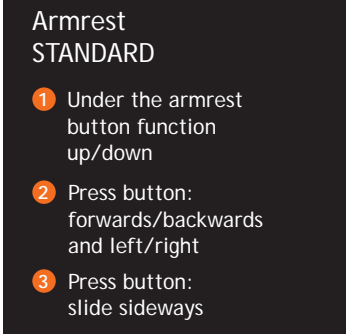 Armrest
STANDARD
1 Under the armrest
button function
up/down
2 Press button:
forwards/backwards
and left/right
3 Press button:
slide sideways